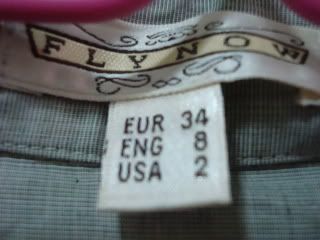 FLYNOW
EUR 34
ENG 8
USA 2